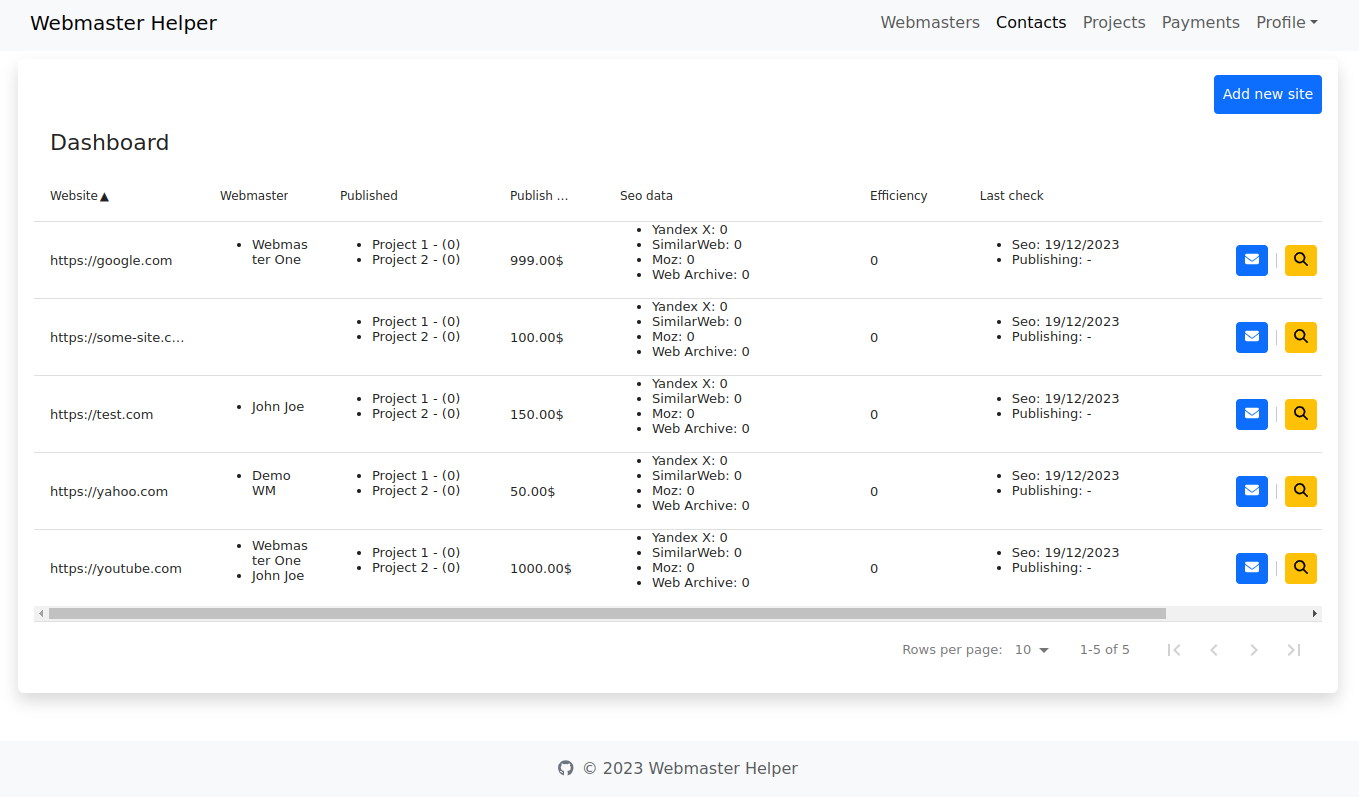 Webmaster Helper
Webmasters Contacts Projects Payments Profile
Add new site
Dashboard
Website▲ Webmaster Published Publish ... Seo data Efficiency Last check
https://google.com
Webmas
ter One
Project 1 - (0)
Project 2 - (0)
999.00$
Yandex X: 0
SimilarWeb: 0
Moz: 0
Web Archive: 0
0
Seo: 19/12/2023
Publishing: -
https://some-site.c...
Project 1 - (0)
Project 2 - (0)
100.00$
Yandex X: 0
SimilarWeb: 0
Moz: 0
Web Archive: 0
0
Seo: 19/12/2023
Publishing: -
https://test.com
John Joe
Project 1 - (0)
Project 2 - (0)
150.00$
Yandex X: 0
SimilarWeb: 0
Moz: 0
Web Archive: 0
0
Seo: 19/12/2023
Publishing: -
https://yahoo.com
Demo
WM
Project 1 - (0)
Project 2 - (0)
50.00$
Yandex X: 0
SimilarWeb: 0
Moz: 0
Web Archive: 0
0
Seo: 19/12/2023
Publishing: -
https://youtube.com
Webmas
ter One
John Joe
Project 1 - (0)
Project 2 - (0)
1000.00$
Yandex X: 0
SimilarWeb: 0
Moz: 0
Web Archive: 0
0
Seo: 19/12/2023
Publishing: -
Rows per page: 10 1-5 of 5
© 2023 Webmaster Helper